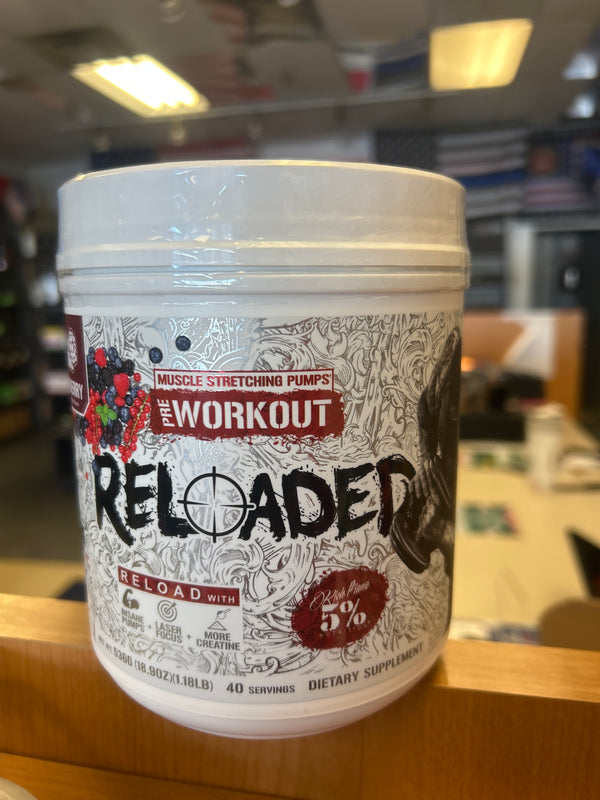 MUSCLE STRETCHING PUMPS
PRE WORKOUT
RELOADED
RELOAD WITH
INSANE PUMPS + LASER FOCUS + MORE CREATINE
Rich Piana
5%
NET WT 536G (18.9OZ)(1.18LB) 40 SERVINGS DIETARY SUPPLEMENT